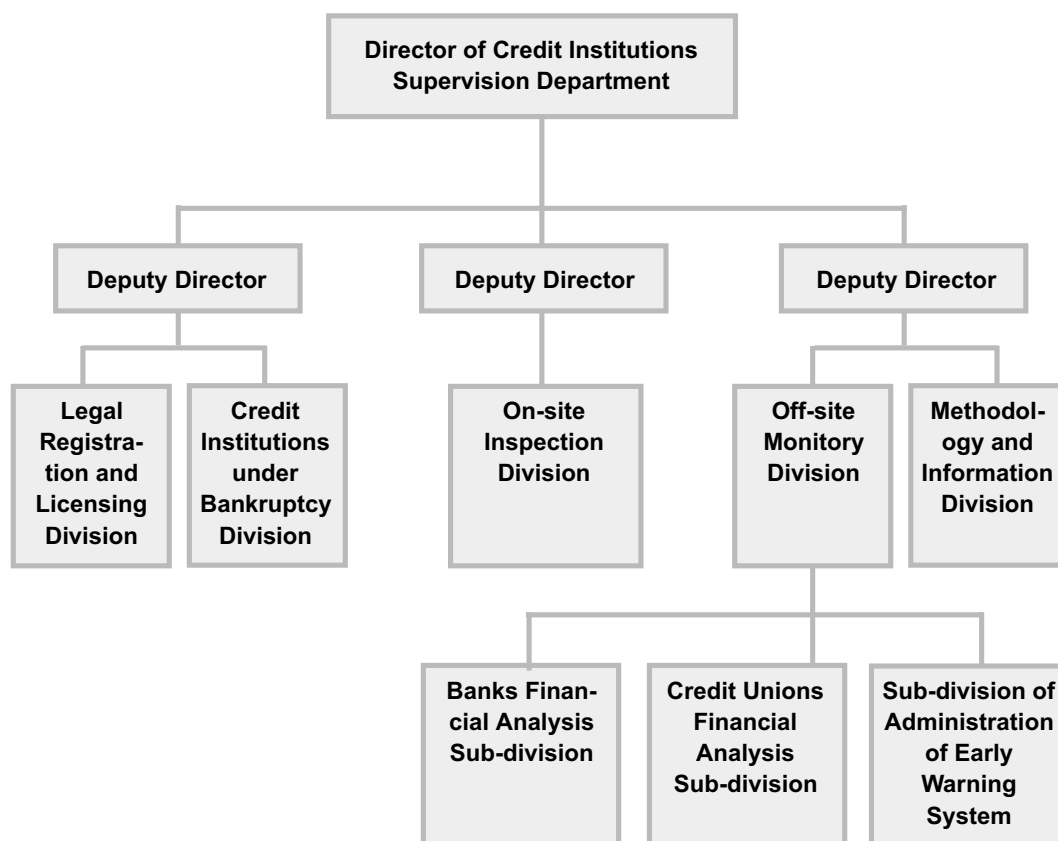 Director of Credit Institutions
Supervision Department
Deputy Director
Deputy Director
Deputy Director
Legal
Registra-
tion and
Licensing
Division
Credit
Institutions
under
Bankruptcy
Division
On-site
Inspection
Division
Off-site
Monitory
Division
Methodol-
ogy and
Information
Division
Banks Finan-
cial Analysis
Sub-division
Credit Unions
Financial
Analysis
Sub-division
Sub-division of
Administration
of Early
Warning
System